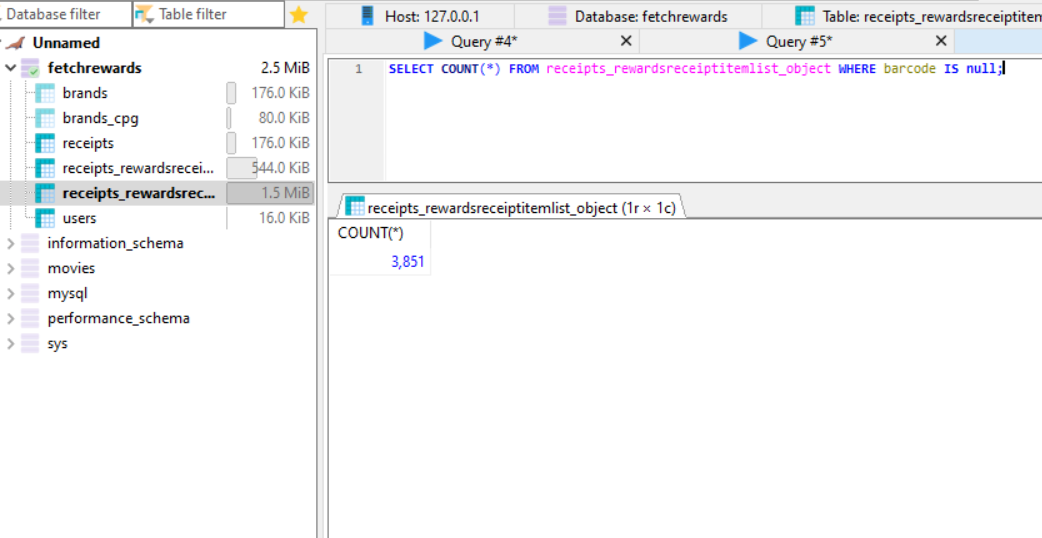 Database filter
Table filter
Host: 127.0.0.1
Database: fetchrewards
Table: receipts_rewardsreceiptitem
Query #4*
Query #5*
Unnamed
fetchrewards 2.5 MiB
brands 176.0 KiB
brands_cpg 80.0 KiB
receipts 176.0 KiB
receipts_rewardsrecei... 544.0 KiB
receipts_rewardsrec... 1.5 MiB
users 16.0 KiB
information_schema
movies
mysql
performance_schema
sys
1 SELECT COUNT(*) FROM receipts_rewardsreceiptitemlist_object WHERE barcode IS null;
receipts_rewardsreceiptitemlist_object (1r × 1c)
COUNT(*)
3,851